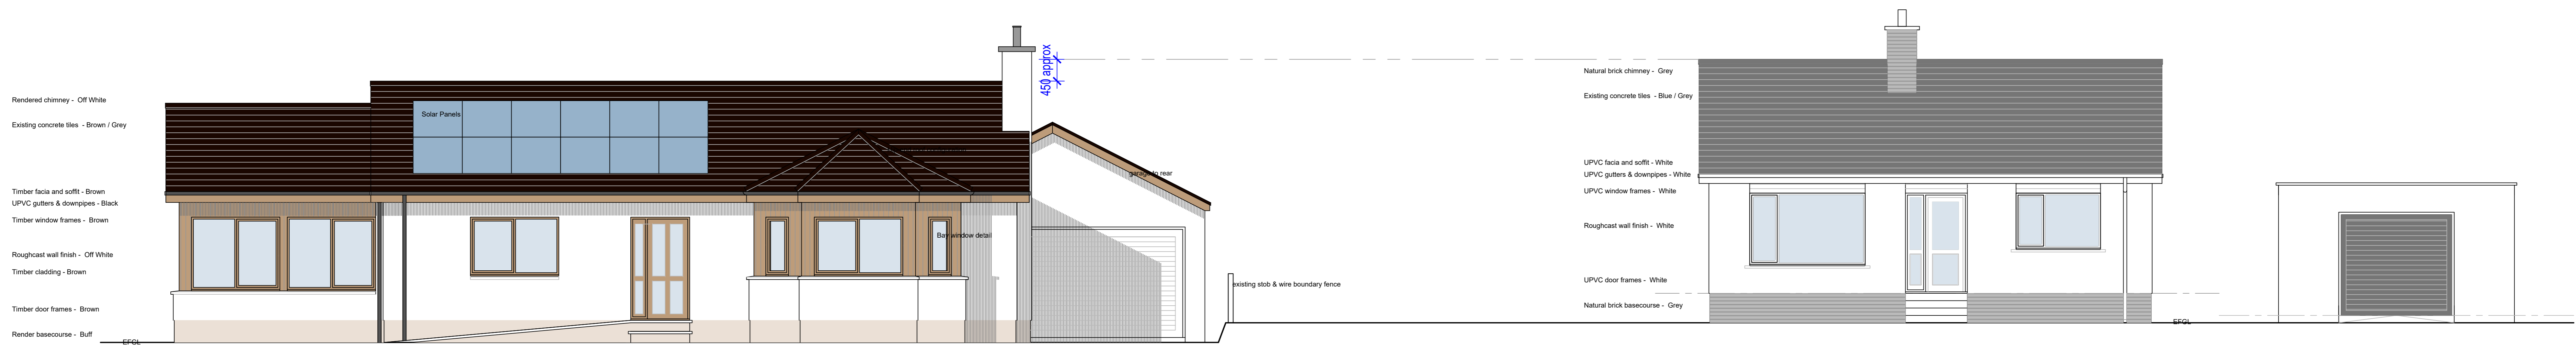 Rendered chimney - Off White
Existing concrete tiles - Brown / Grey
Timber facia and soffit - Brown
UPVC gutters & downpipes - Black
Timber window frames - Brown
Roughcast wall finish - Off White
Timber cladding - Brown
Timber door frames - Brown
Render basecourse - Buff
EFGL
Solar Panels
Bay window detail
450 approx
garage to rear
existing stob & wire boundary fence
Natural brick chimney - Grey
Existing concrete tiles - Blue / Grey
UPVC facia and soffit - White
UPVC gutters & downpipes - White
UPVC window frames - White
Roughcast wall finish - White
UPVC door frames - White
Natural brick basecourse - Grey
EFGL